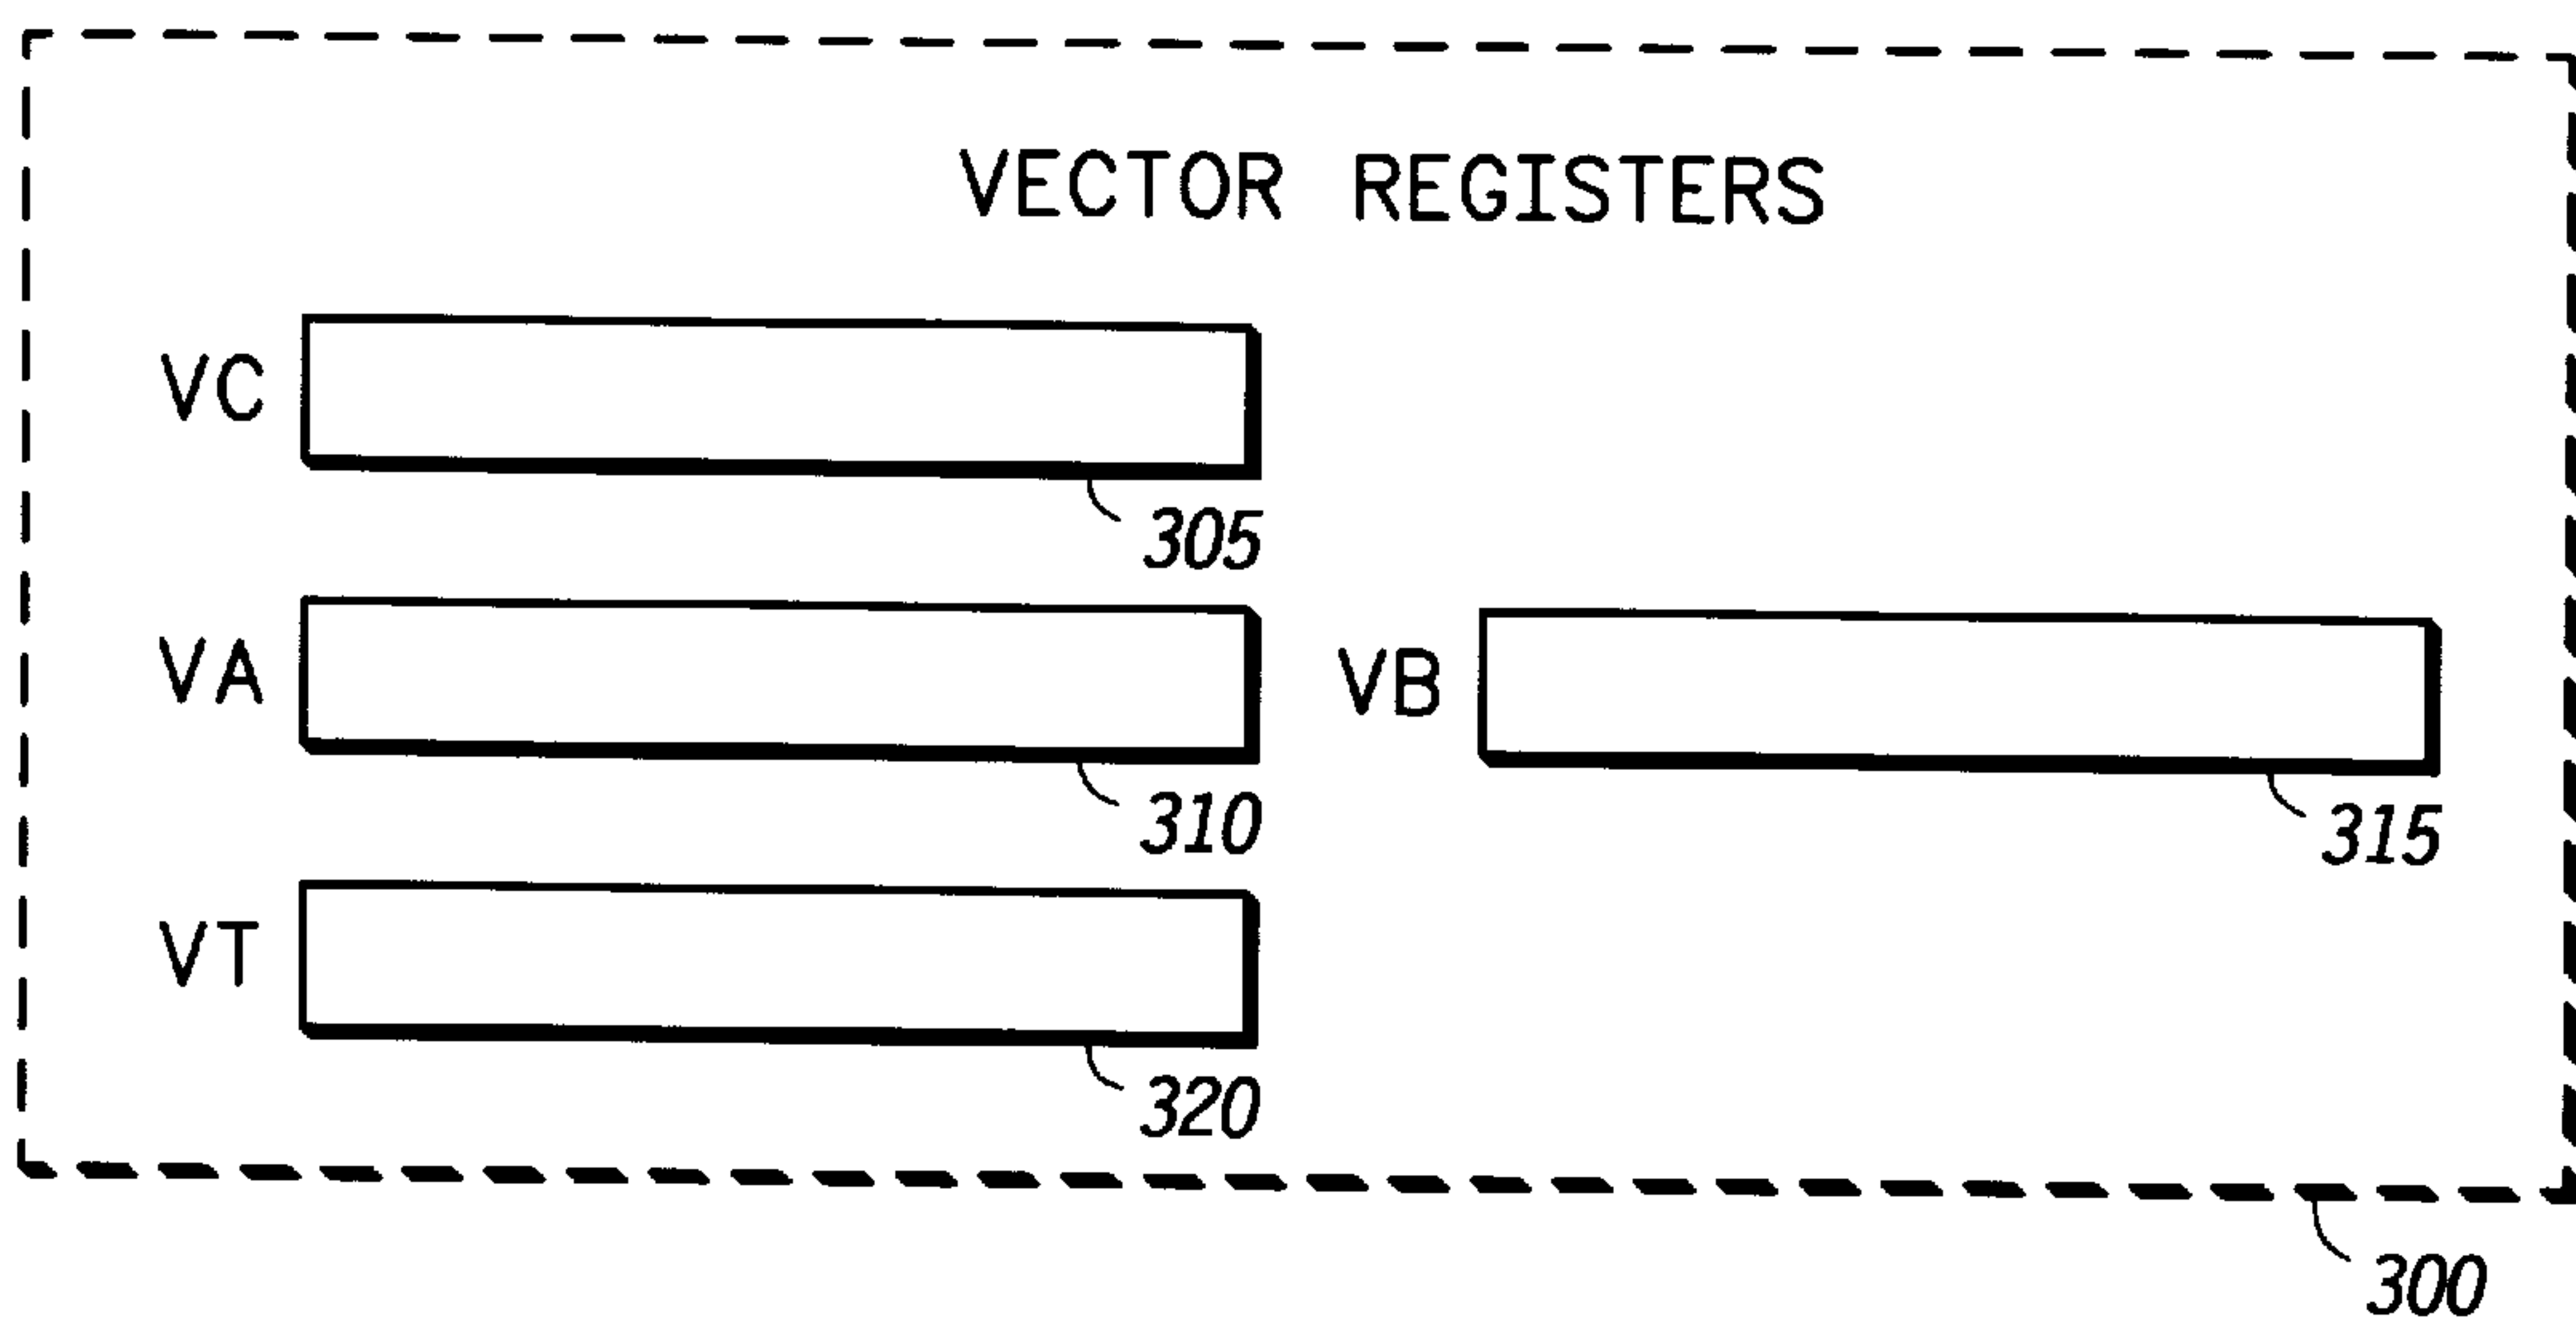 VECTOR REGISTERS
VC
305
VA
VB
310
315
VT
320
300